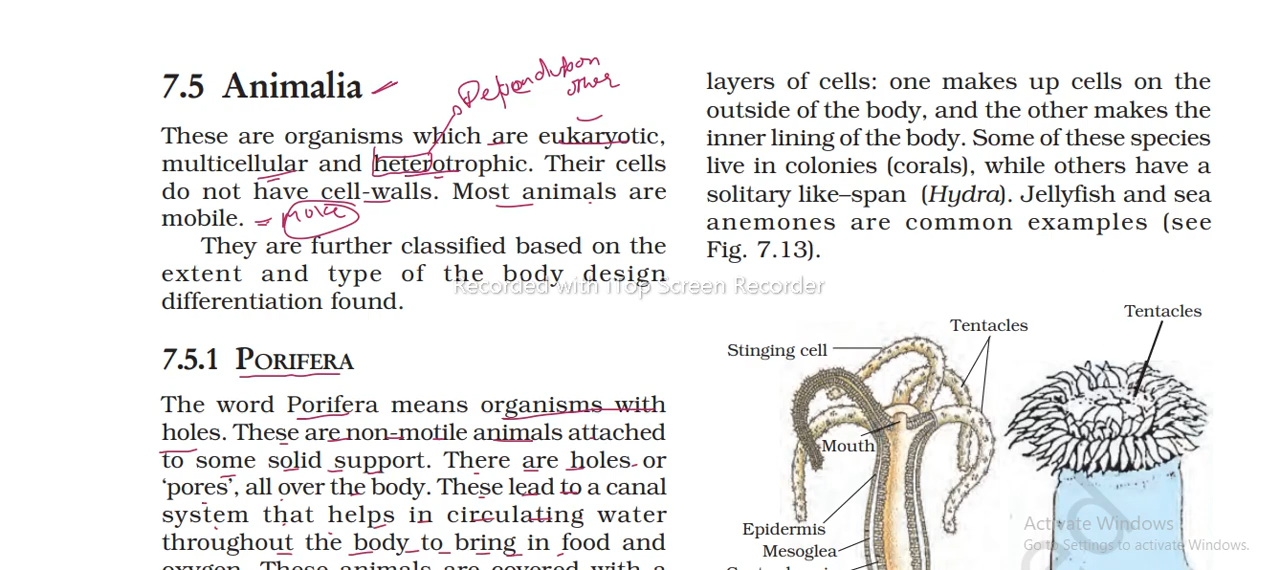 7.5 Animalia
Depend upon
other
These are organisms which are eukaryotic,
multicellular and heterotrophic. Their cells
do not have cell-walls. Most animals are
mobile.
They are further classified based on the
extent and type of the body design
differentiation found.
7.5.1 PORIFERA
The word Porifera means organisms with
holes. These are non-motile animals attached
to some solid support. There are holes or
‘pores’, all over the body. These lead to a canal
system that helps in circulating water
throughout the body to bring in food and
oxygen. These animals are covered with a
layers of cells: one makes up cells on the
outside of the body, and the other makes the
inner lining of the body. Some of these species
live in colonies (corals), while others have a
solitary like–span (Hydra). Jellyfish and sea
anemones are common examples (see
Fig. 7.13).
Recorded with iTop Screen Recorder
Tentacles
Tentacles
Stinging cell
Mouth
Epidermis
Mesoglea
Activate Windows
Go to Settings to activate Windows.